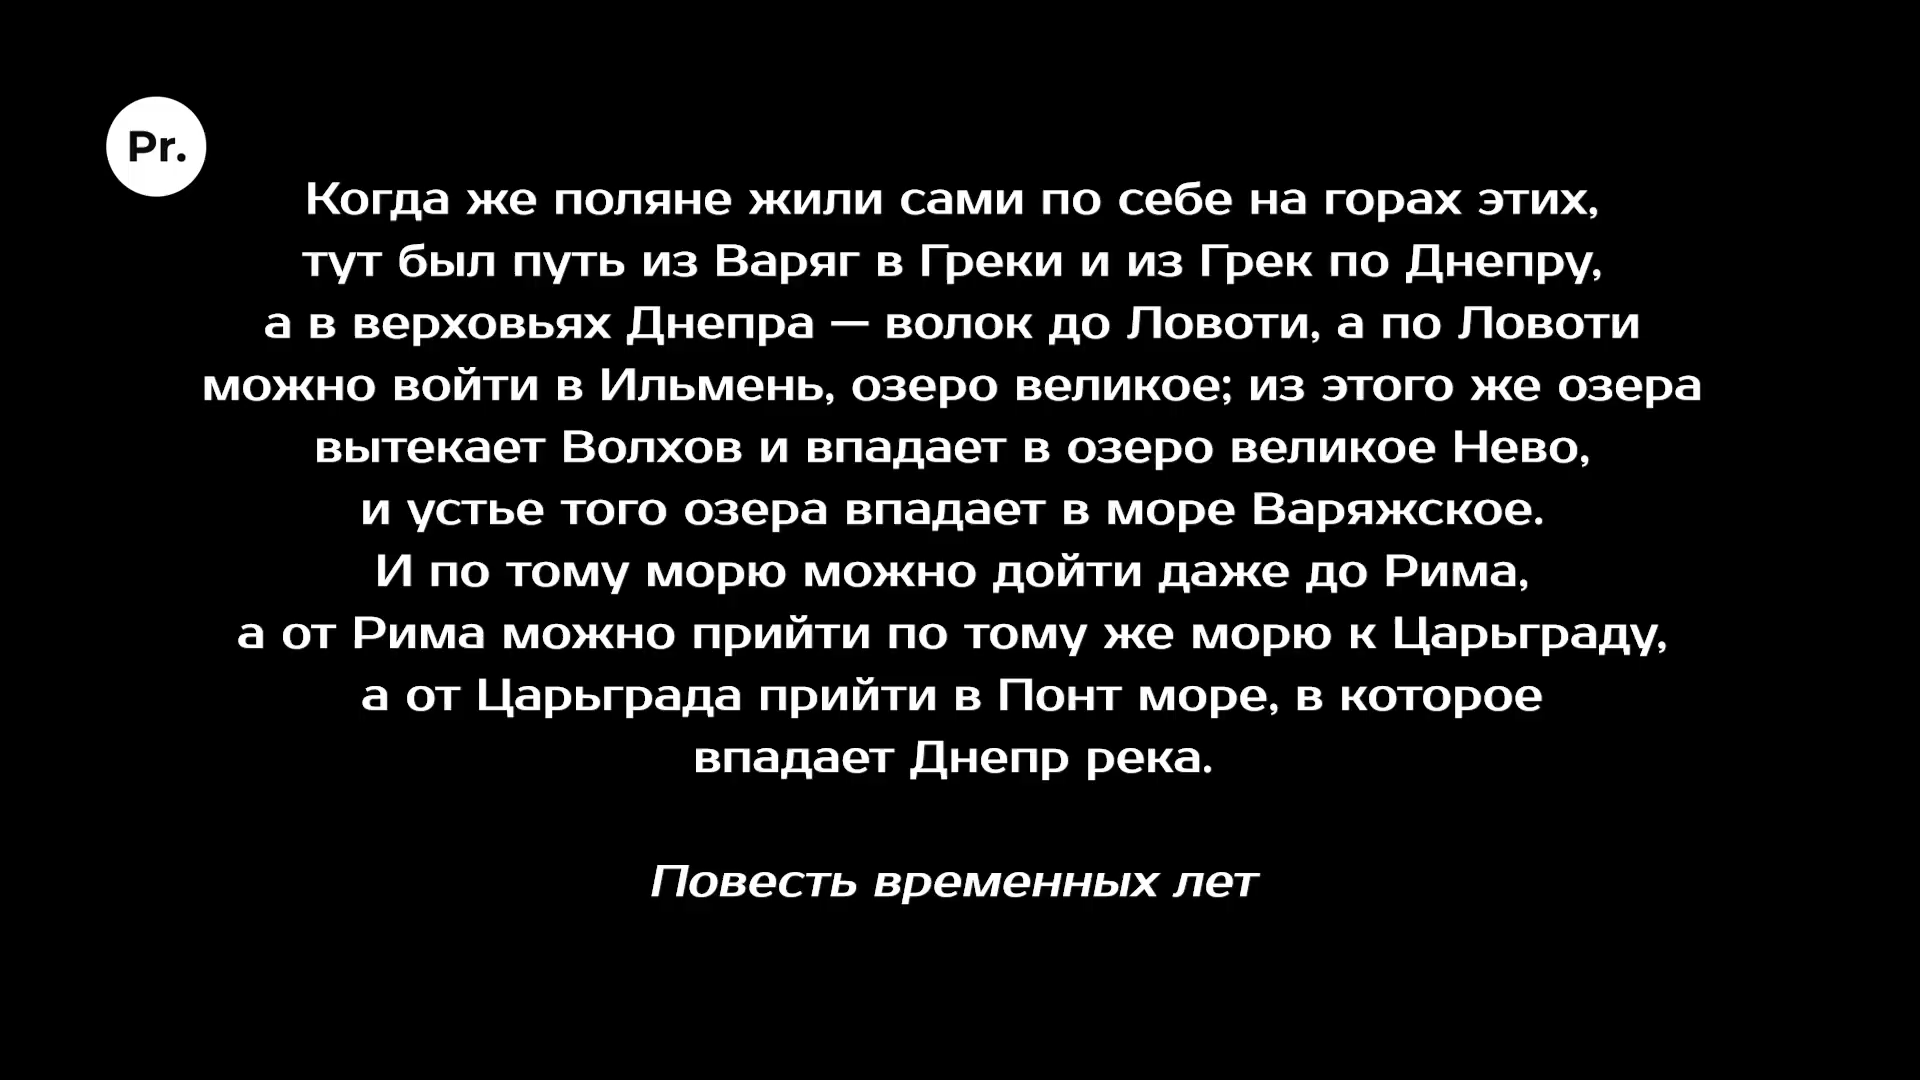 Pr.
Когда же поляне жили сами по себе на горах этих,
тут был путь из Варяг в Греки и из Грек по Днепру,
а в верховьях Днепра — волок до Ловоти, а по Ловоти
можно войти в Ильмень, озеро великое; из этого же озера
вытекает Волхов и впадает в озеро великое Нево,
и устье того озера впадает в море Варяжское.
И по тому морю можно дойти даже до Рима,
а от Рима можно прийти по тому же морю к Царьграду,
а от Царьграда прийти в Понт море, в которое
впадает Днепр река.
Повесть временных лет